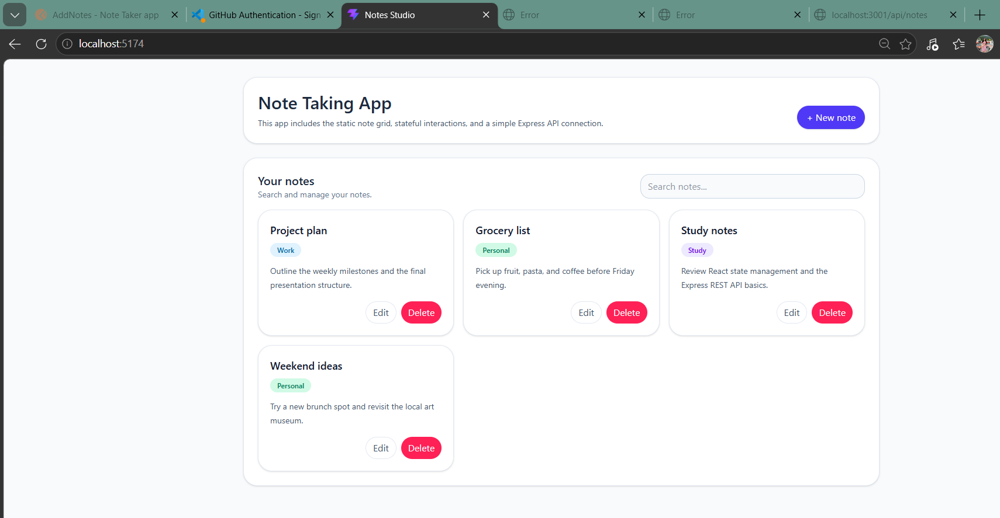 AddNotes - Note Taker app
GitHub Authentication - Sign
Notes Studio
Error
Error
localhost:3001/api/notes
localhost:5174
Note Taking App
This app includes the static note grid, stateful interactions, and a simple Express API connection.
+ New note
Your notes
Search and manage your notes.
Search notes...
Project plan
Work
Outline the weekly milestones and the final
presentation structure.
Edit
Delete
Grocery list
Personal
Pick up fruit, pasta, and coffee before Friday
evening.
Edit
Delete
Study notes
Study
Review React state management and the
Express REST API basics.
Edit
Delete
Weekend ideas
Personal
Try a new brunch spot and revisit the local art
museum.
Edit
Delete